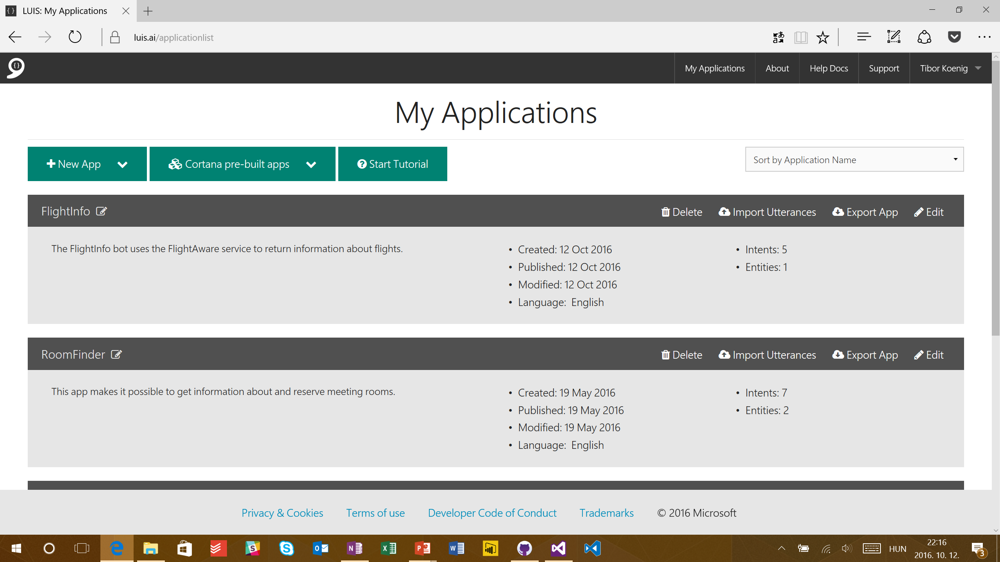 LUIS: My Applications
luis.ai/applicationlist
My Applications
About
Help Docs
Support
Tibor Koenig
My Applications
New App
Cortana pre-built apps
Start Tutorial
Sort by Application Name
FlightInfo
Delete
Import Utterances
Export App
Edit
The FlightInfo bot uses the FlightAware service to return information about flights.
• Created: 12 Oct 2016
• Published: 12 Oct 2016
• Modified: 12 Oct 2016
• Language: English
• Intents: 5
• Entities: 1
RoomFinder
Delete
Import Utterances
Export App
Edit
This app makes it possible to get information about and reserve meeting rooms.
• Created: 19 May 2016
• Published: 19 May 2016
• Modified: 19 May 2016
• Language: English
• Intents: 7
• Entities: 2
Privacy & Cookies
Terms of use
Developer Code of Conduct
Trademarks
© 2016 Microsoft
HUN
22:16
2016. 10. 12.
3